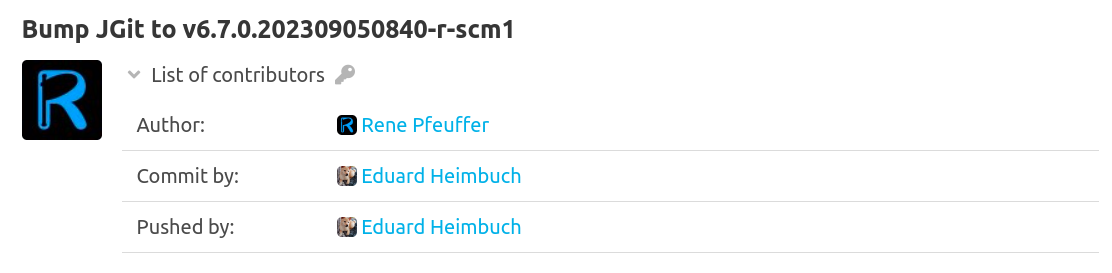 Bump JGit to v6.7.0.202309050840-r-scm1
List of contributors
Author: Rene Pfeuffer
Commit by: Eduard Heimbuch
Pushed by: Eduard Heimbuch